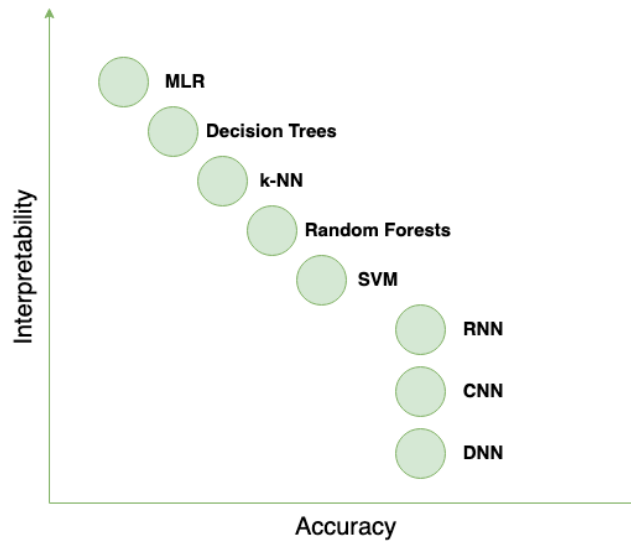 MLR
Decision Trees
k-NN
Random Forests
SVM
RNN
CNN
DNN
Interpretability
Accuracy